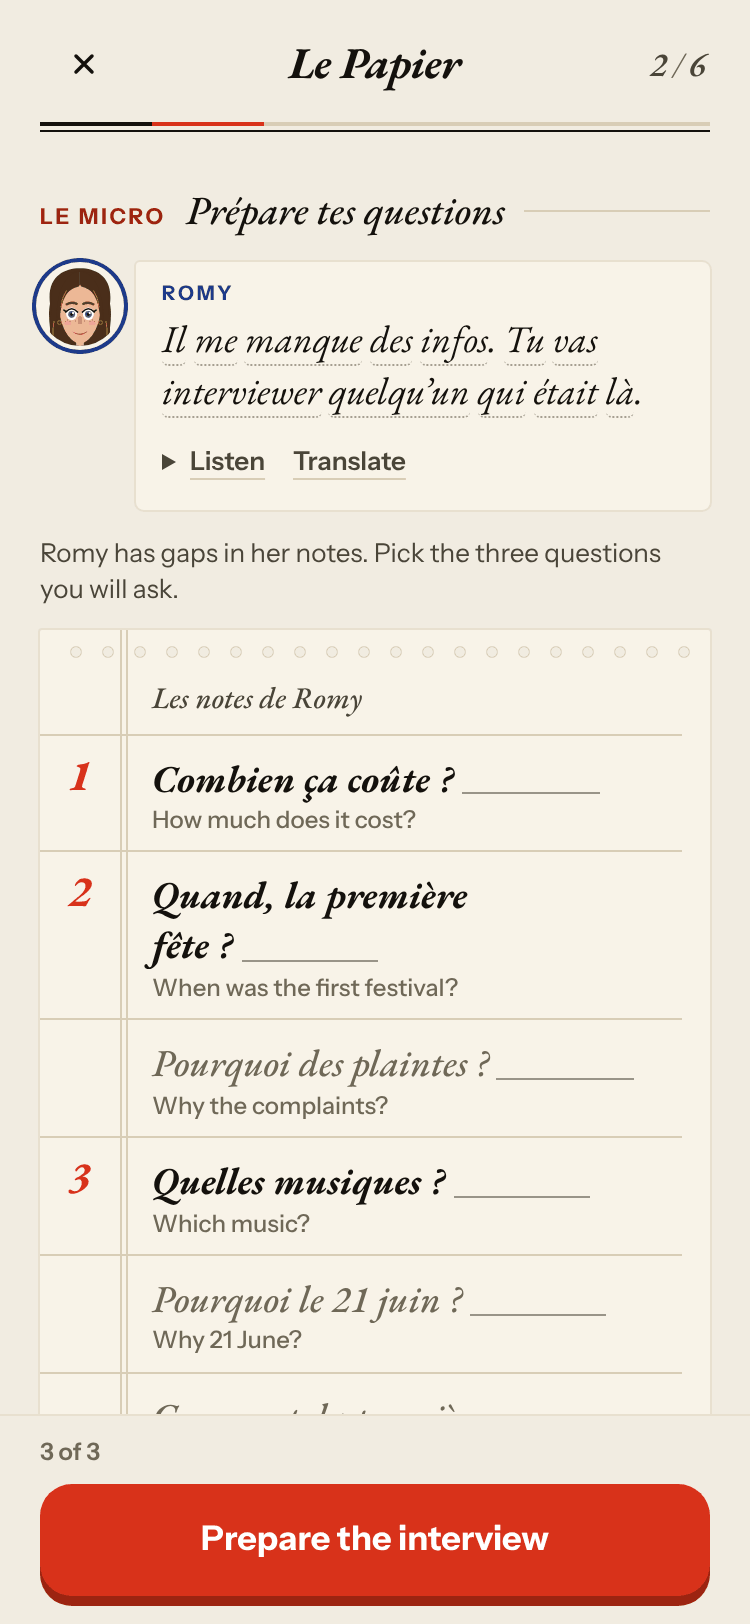 Le Papier
2 / 6
LE MICRO Prépare tes questions
ROMY
Il me manque des infos. Tu vas
interviewer quelqu’un qui était là.
Listen Translate
Romy has gaps in her notes. Pick the three questions
you will ask.
Les notes de Romy
1 Combien ça coûte ?
How much does it cost?
2 Quand, la première
fête ?
When was the first festival?
Pourquoi des plaintes ?
Why the complaints?
3 Quelles musiques ?
Which music?
Pourquoi le 21 juin ?
Why 21 June?
3 of 3
Prepare the interview